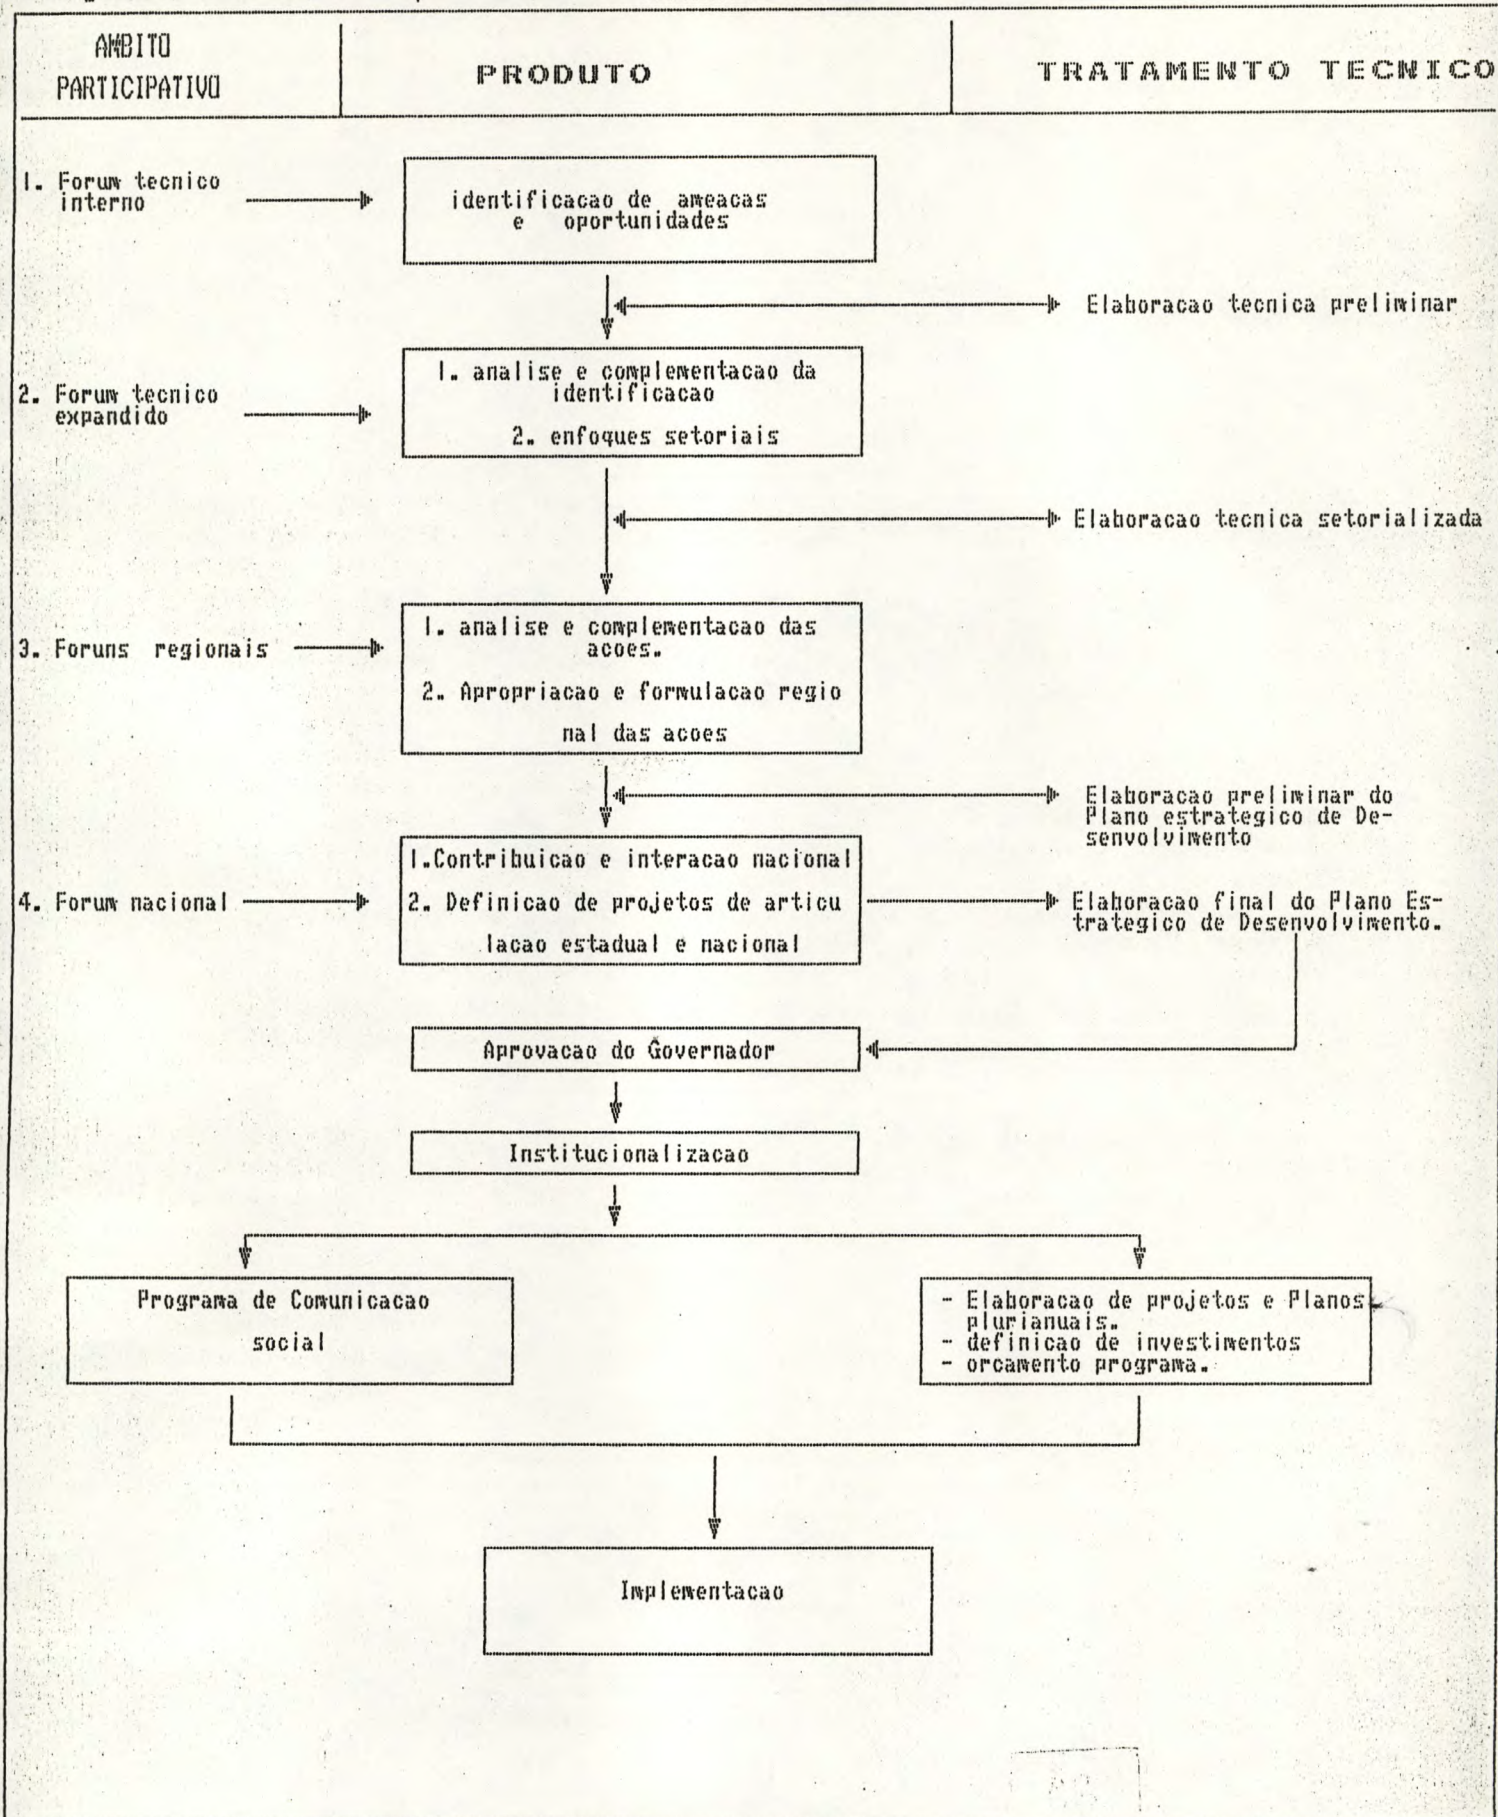 AMBITO
PARTICIPATIVO
PRODUTO
TRATAMENTO TECNICO
1. Forum tecnico
interno
identificacao de ameacas
e oportunidades
Elaboracao tecnica preliminar
2. Forum tecnico
expandido
1. analise e complementacao da
identificacao
2. enfoques setoriais
Elaboracao tecnica setorializada
3. Foruns regionais
1. analise e complementacao das
acoes.
2. Apropriacao e formulacao regio
nal das acoes
Elaboracao preliminar do
Plano estrategico de De-
senvolvimento
4. Forum nacional
1.Contribuicao e interacao nacional
2. Definicao de projetos de articu
lacao estadual e nacional
Elaboracao final do Plano Es-
trategico de Desenvolvimento.
Aprovacao do Governador
Institucionalizacao
Programa de Comunicacao
social
- Elaboracao de projetos e Planos
plurianuais.
- definicao de investimentos
- orcamento programa.
Implementacao